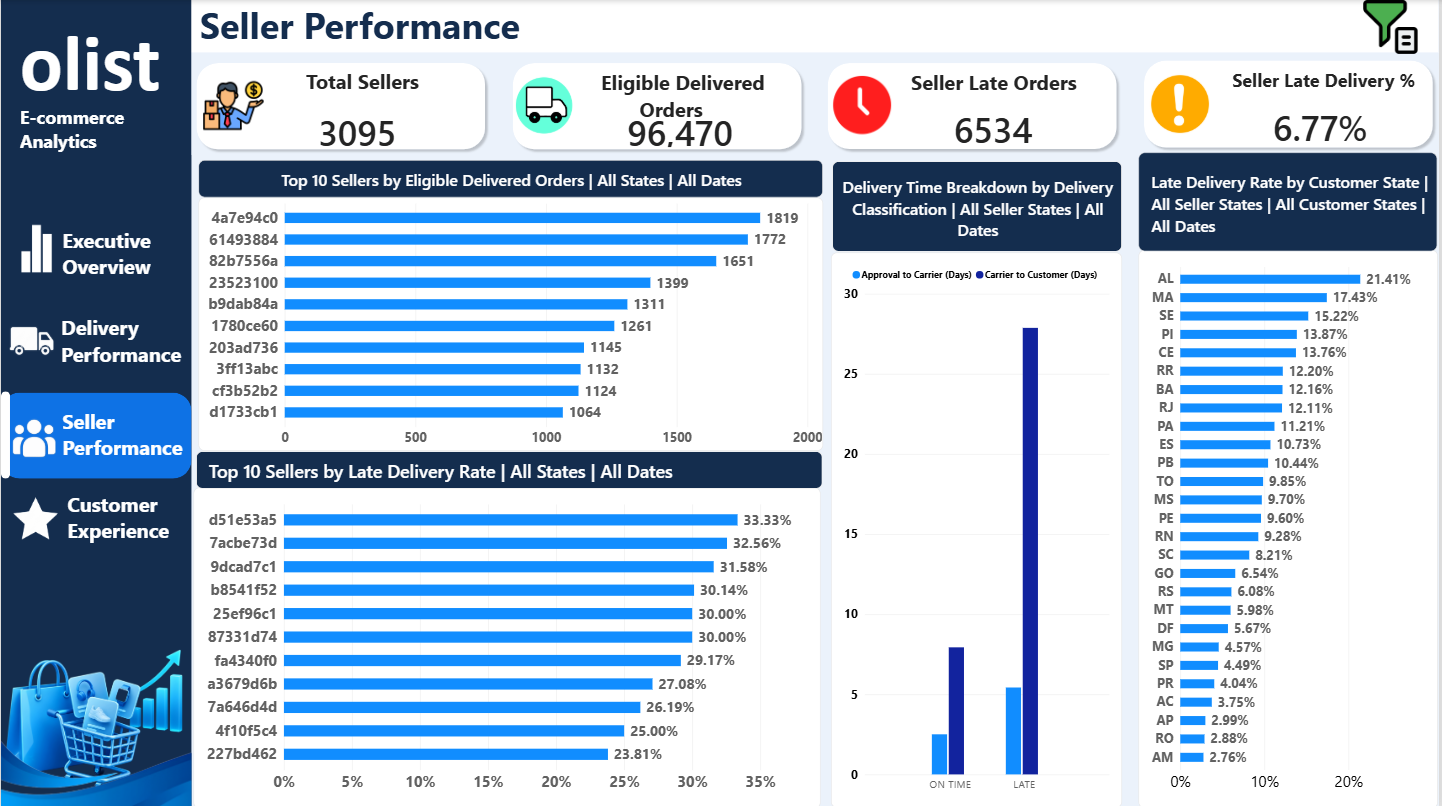 olist
E-commerce
Analytics
Executive
Overview
Delivery
Performance
Seller
Performance
Customer
Experience
Seller Performance
Total Sellers
3095
Eligible Delivered
Orders
96,470
Seller Late Orders
6534
Seller Late Delivery %
6.77%
Top 10 Sellers by Eligible Delivered Orders | All States | All Dates
4a7e94c0 1819
61493884 1772
82b7556a 1651
23523100 1399
b9dab84a 1311
1780ce60 1261
203ad736 1145
3ff13abc 1132
cf3b52b2 1124
d1733cb1 1064
0 500 1000 1500 2000
Top 10 Sellers by Late Delivery Rate | All States | All Dates
d51e53a5 33.33%
7acbe73d 32.56%
9dcad7c1 31.58%
b8541f52 30.14%
25ef96c1 30.00%
87331d74 30.00%
fa4340f0 29.17%
a3679d6b 27.08%
7a646d4d 26.19%
4f10f5c4 25.00%
227bd462 23.81%
0% 5% 10% 15% 20% 25% 30% 35%
Delivery Time Breakdown by Delivery
Classification | All Seller States | All
Dates
Approval to Carrier (Days) Carrier to Customer (Days)
30
25
20
15
10
5
0
ON TIME LATE
Late Delivery Rate by Customer State |
All Seller States | All Customer States |
All Dates
AL 21.41%
MA 17.43%
SE 15.22%
PI 13.87%
CE 13.76%
RR 12.20%
BA 12.16%
RJ 12.11%
PA 11.21%
ES 10.73%
PB 10.44%
TO 9.85%
MS 9.70%
PE 9.60%
RN 9.28%
SC 8.21%
GO 6.54%
RS 6.08%
MT 5.98%
DF 5.67%
MG 4.57%
SP 4.49%
PR 4.04%
AC 3.75%
AP 2.99%
RO 2.88%
AM 2.76%
0% 10% 20%